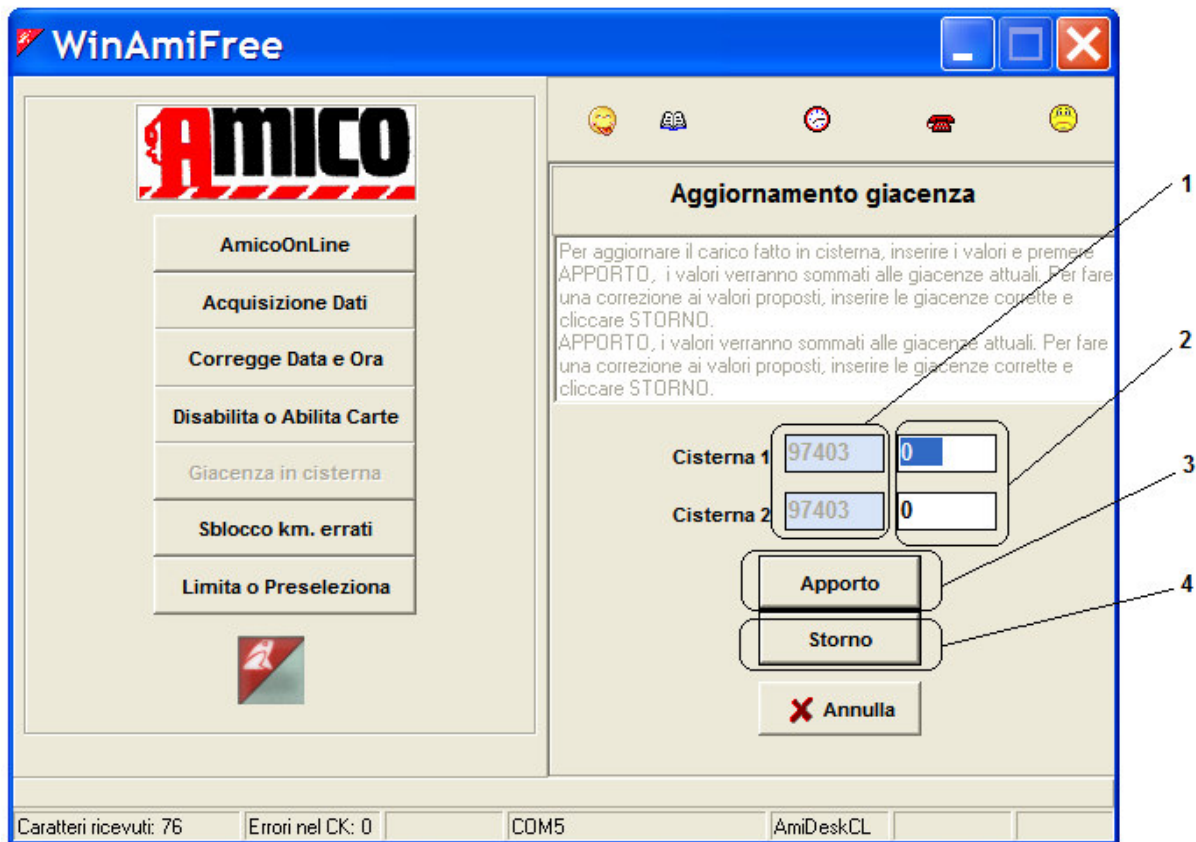 WinAmiFree
AMICO
AmicoOnLine
Acquisizione Dati
Corregge Data e Ora
Disabilita o Abilita Carte
Giacenza in cisterna
Sblocco km. errati
Limita o Preseleziona
Aggiornamento giacenza
Per aggiornare il carico fatto in cisterna, inserire i valori e premere
APPORTO, i valori verranno sommati alle giacenze attuali. Per fare
una correzione ai valori proposti, inserire le giacenze corrette e
cliccare STORNO.
APPORTO, i valori verranno sommati alle giacenze attuali. Per fare
una correzione ai valori proposti, inserire le giacenze corrette e
cliccare STORNO.
Cisterna 1 97403 0
Cisterna 2 97403 0
Apporto
Storno
Annulla
1
2
3
4
Caratteri ricevuti: 76 Errori nel CK: 0 COM5 AmiDeskCL